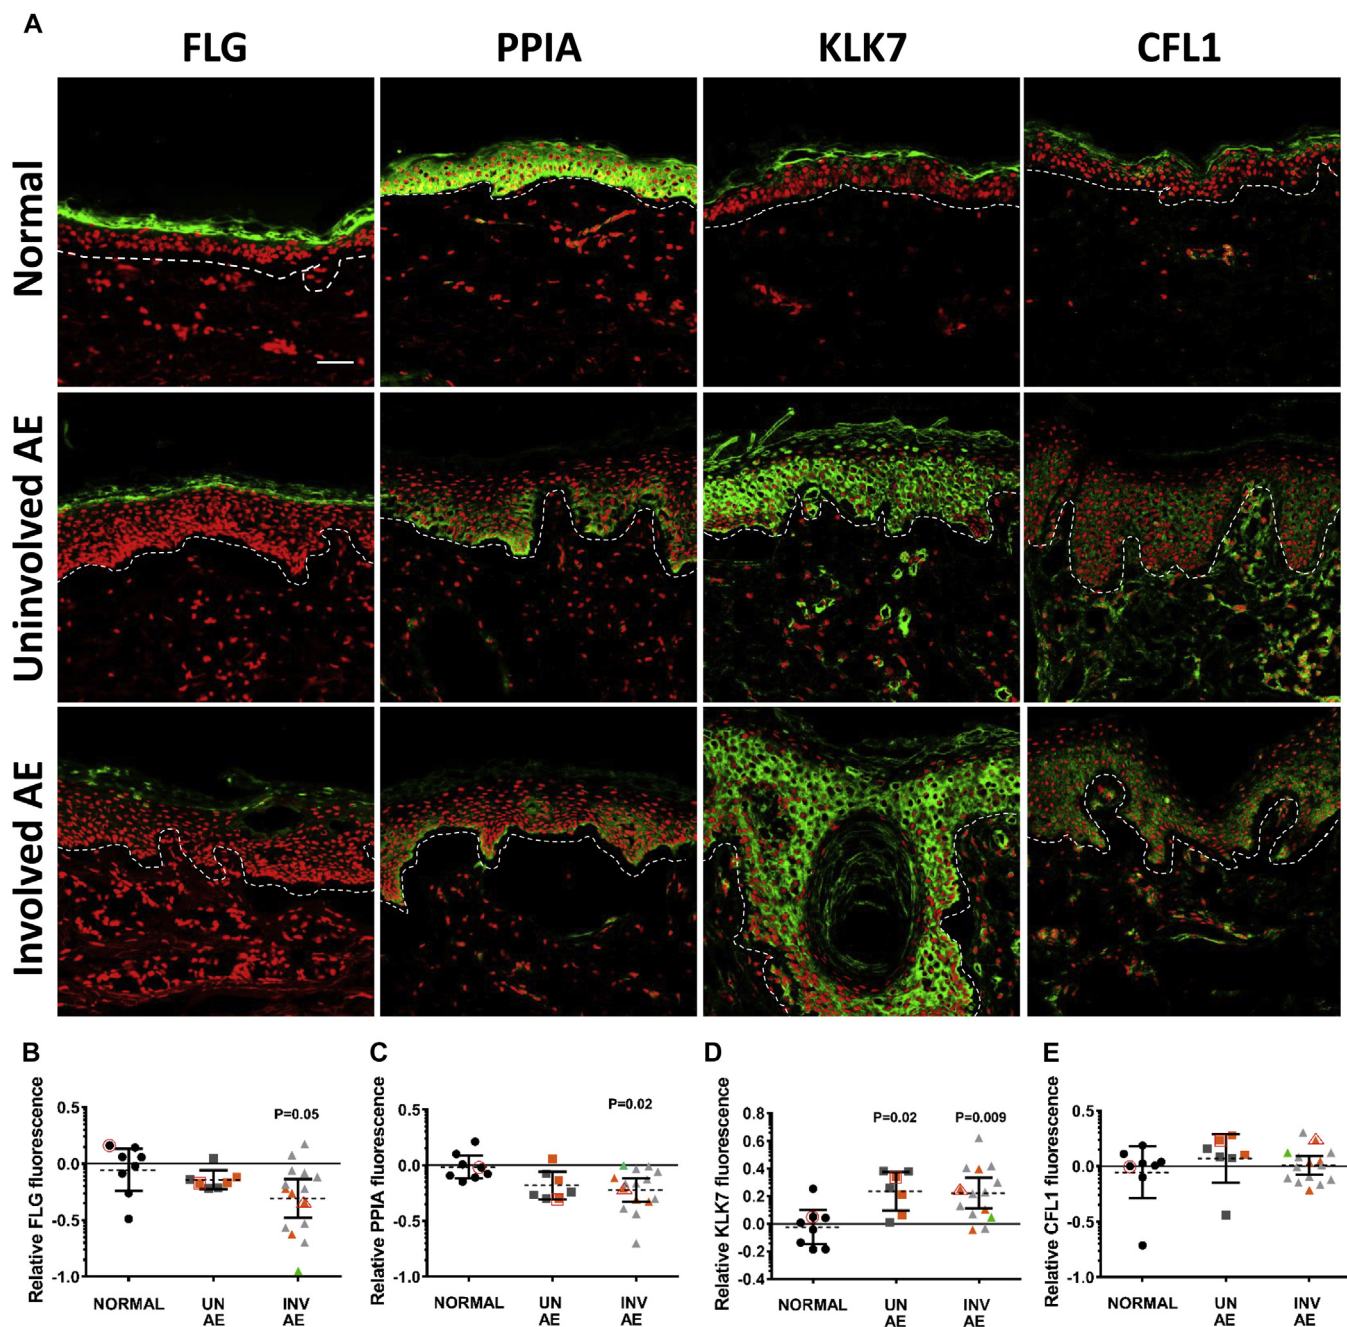 A
FLG PPIA KLK7 CFL1
Normal
Uninvolved AE
Involved AE
B
Relative FLG fluorescence
0.5
0.0
-0.5
-1.0
P=0.05
NORMAL UN AE INV AE
C
Relative PPIA fluorescence
0.5
0.0
-0.5
-1.0
P=0.02
NORMAL UN AE INV AE
D
Relative KLK7 fluorescence
0.8
0.6
0.4
0.2
0.0
-0.2
-0.4
P=0.02 P=0.009
NORMAL UN AE INV AE
E
Relative CFL1 fluorescence
0.5
0.0
-0.5
-1.0
NORMAL UN AE INV AE